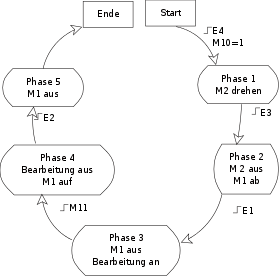 Ende
Start
E4
M10=1
Phase 1
M2 drehen
E3
Phase 2
M 2 aus
M1 ab
E1
Phase 3
M1 aus
Bearbeitung an
M11
Phase 4
Bearbeitung aus
M1 auf
E2
Phase 5
M1 aus